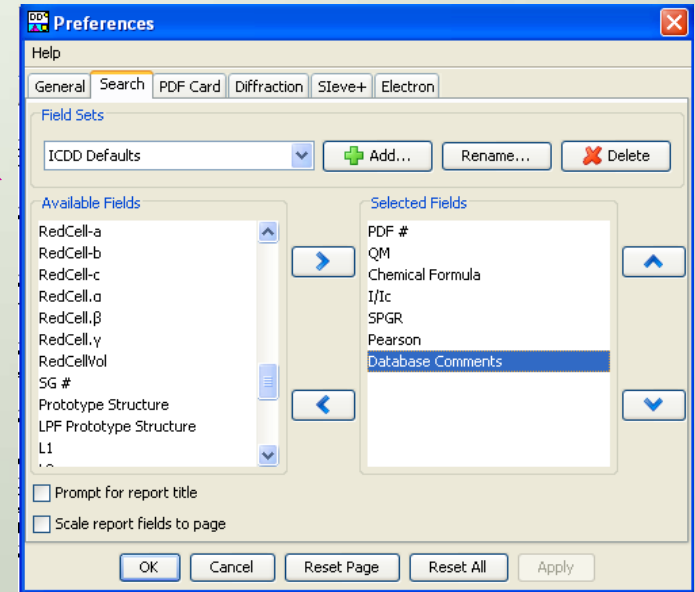 DD
Preferences
Help
General Search PDF Card Diffraction SIeve+ Electron
Field Sets
ICDD Defaults Add... Rename... Delete
Available Fields
RedCell-a
RedCell-b
RedCell-c
RedCell.α
RedCell.β
RedCell.γ
RedCellVol
SG #
Prototype Structure
LPF Prototype Structure
L1
Selected Fields
PDF #
QM
Chemical Formula
I/Ic
SPGR
Pearson
Database Comments
Prompt for report title
Scale report fields to page
OK Cancel Reset Page Reset All Apply